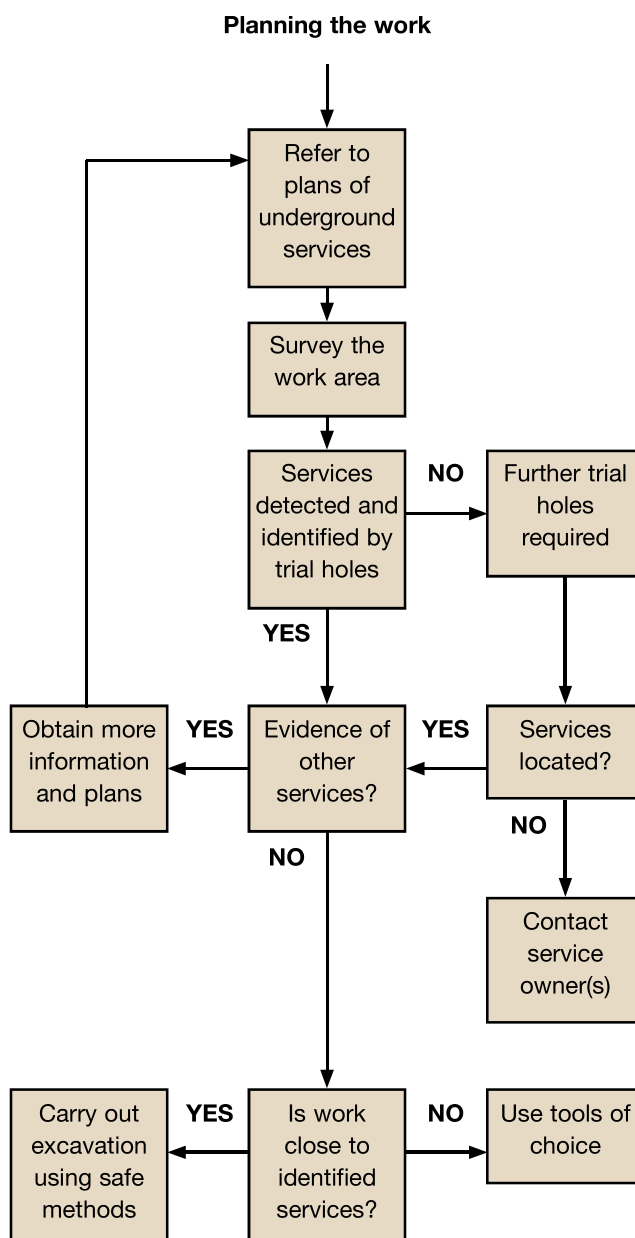 Planning the work
Refer to
plans of
underground
services
Survey the
work area
Services
detected and
identified by
trial holes
NO
Further trial
holes
required
YES
Obtain more
information
and plans
YES
Evidence of
other
services?
YES
Services
located?
NO
NO
Contact
service
owner(s)
Carry out
excavation
using safe
methods
YES
Is work
close to
identified
services?
NO
Use tools of
choice